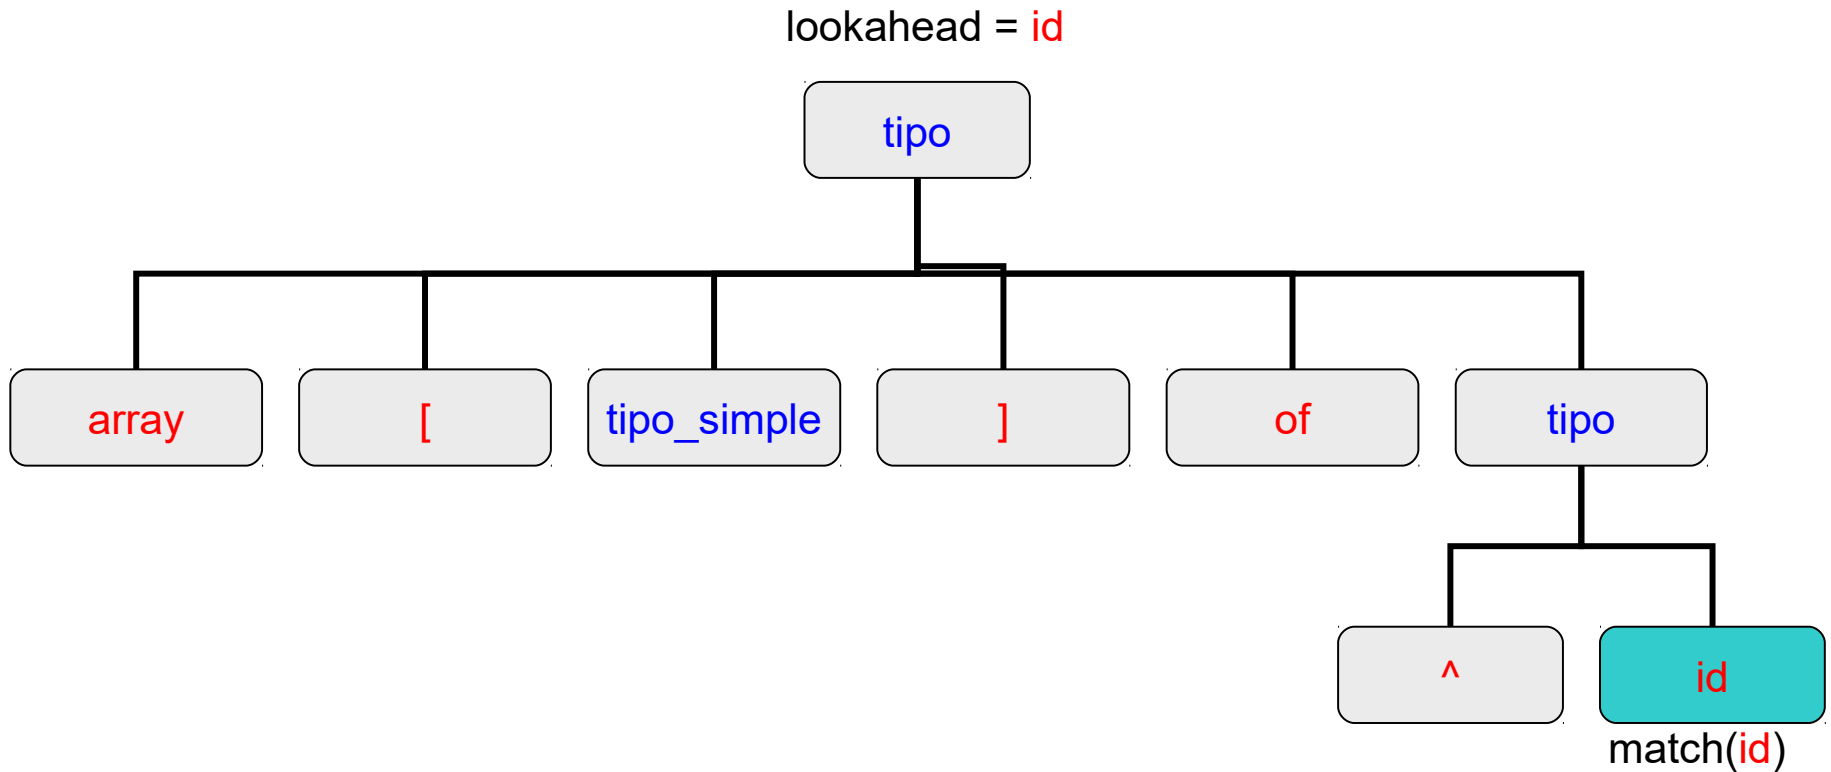 lookahead = id
tipo
array [ tipo_simple ] of tipo
^ id
match(id)